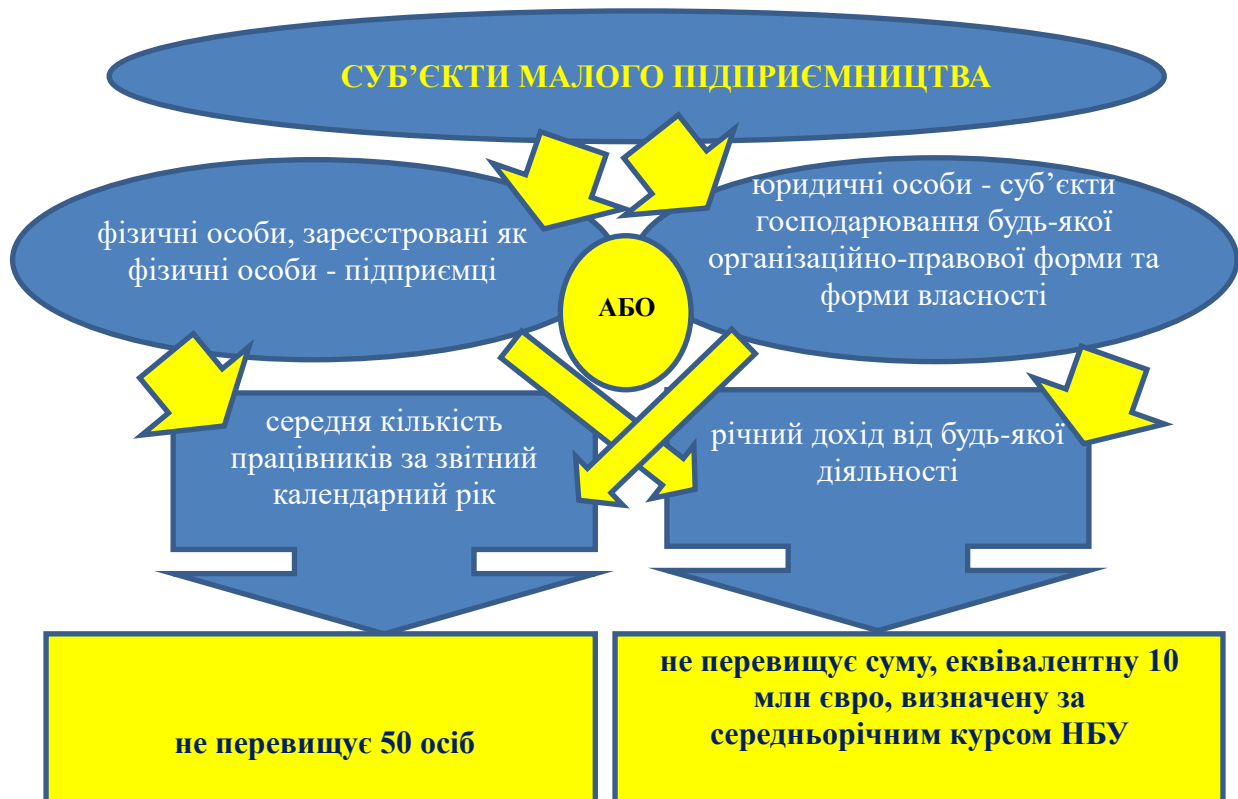 СУБ’ЄКТИ МАЛОГО ПІДПРИЄМНИЦТВА
фізичні особи, зареєстровані як
фізичні особи - підприємці
юридичні особи - суб’єкти
господарювання будь-якої
організаційно-правової форми та
форми власності
АБО
середня кількість
працівників за звітний
календарний рік
річний дохід від будь-якої
діяльності
не перевищує 50 осіб
не перевищує суму, еквівалентну 10
млн євро, визначену за
середньорічним курсом НБУ